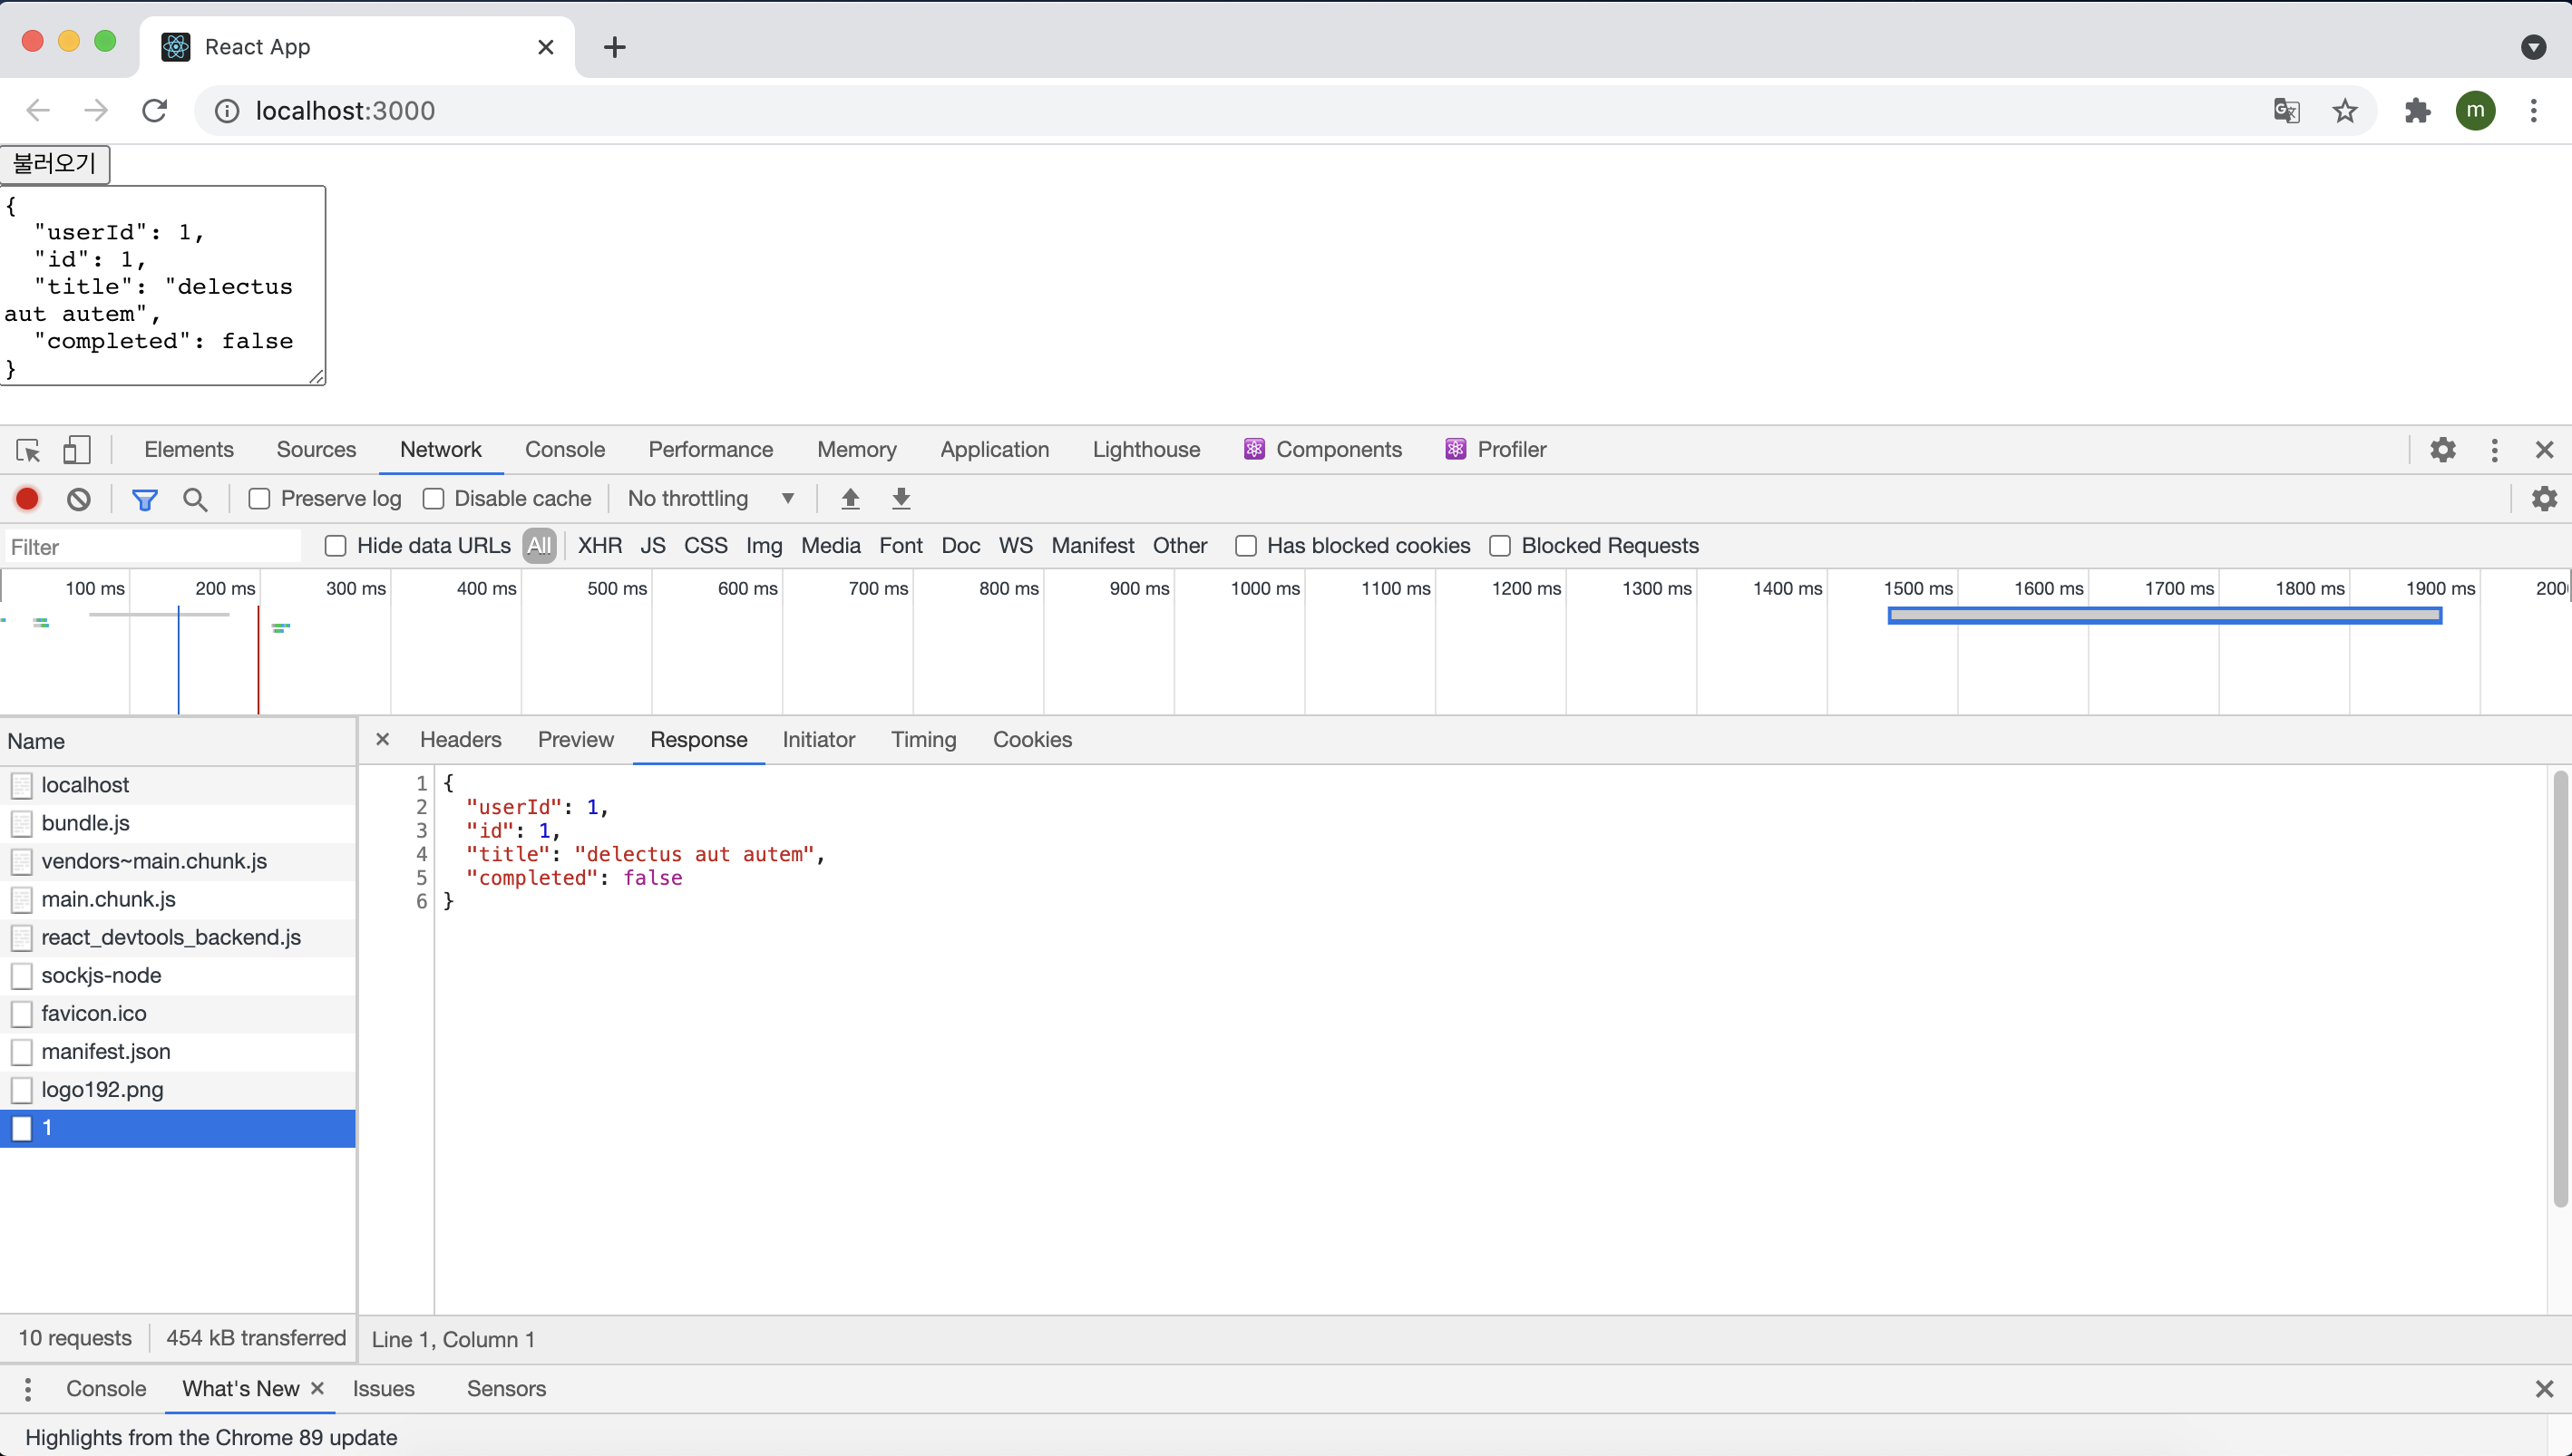 React App
localhost:3000
m
불러오기
{
  "userId": 1,
  "id": 1,
  "title": "delectus
aut autem",
  "completed": false
}
Elements Sources Network Console Performance Memory Application Lighthouse Components Profiler
Preserve log Disable cache No throttling
Filter Hide data URLs All XHR JS CSS Img Media Font Doc WS Manifest Other Has blocked cookies Blocked Requests
100 ms 200 ms 300 ms 400 ms 500 ms 600 ms 700 ms 800 ms 900 ms 1000 ms 1100 ms 1200 ms 1300 ms 1400 ms 1500 ms 1600 ms 1700 ms 1800 ms 1900 ms 200
Name
localhost
bundle.js
vendors~main.chunk.js
main.chunk.js
react_devtools_backend.js
sockjs-node
favicon.ico
manifest.json
logo192.png
1
10 requests 454 kB transferred
Headers Preview Response Initiator Timing Cookies
1 {
2   "userId": 1,
3   "id": 1,
4   "title": "delectus aut autem",
5   "completed": false
6 }
Line 1, Column 1
Console What's New Issues Sensors
Highlights from the Chrome 89 update